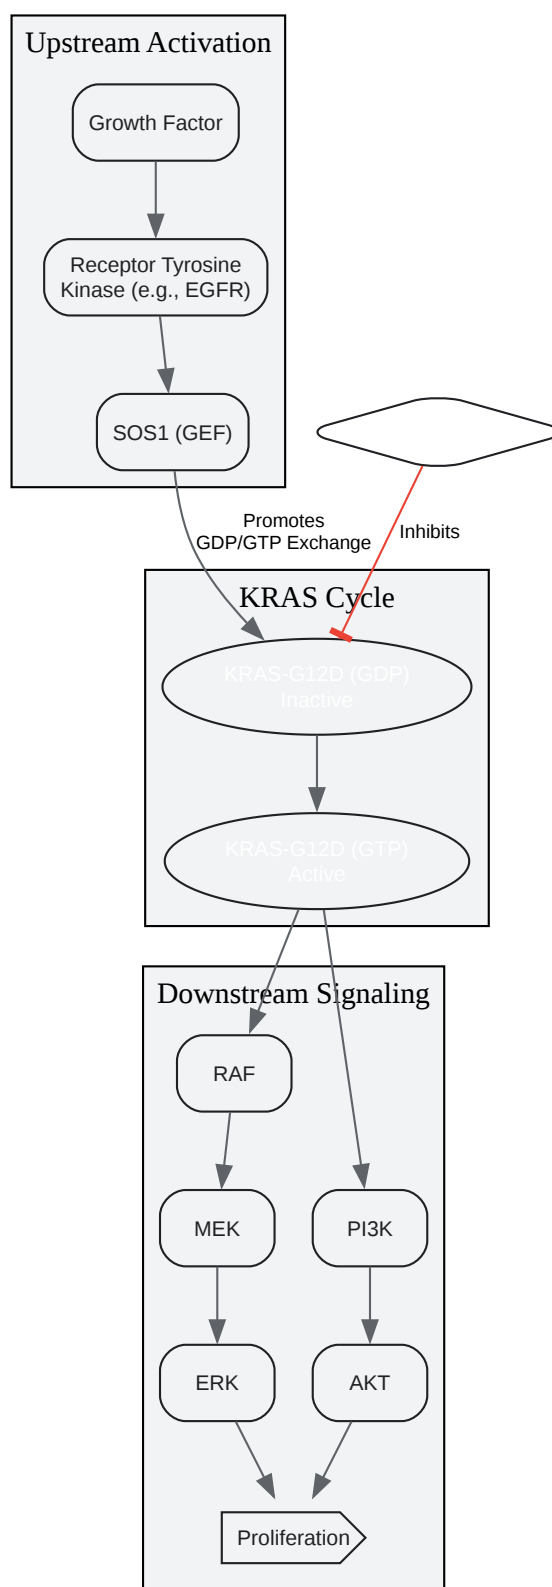 Upstream Activation
Growth Factor
Receptor Tyrosine
Kinase (e.g., EGFR)
SOS1 (GEF)
Promotes
GDP/GTP Exchange
Inhibits
KRAS Cycle
KRAS-G12D (GDP)
Inactive
KRAS-G12D (GTP)
Active
Downstream Signaling
RAF
MEK
PI3K
ERK
AKT
Proliferation